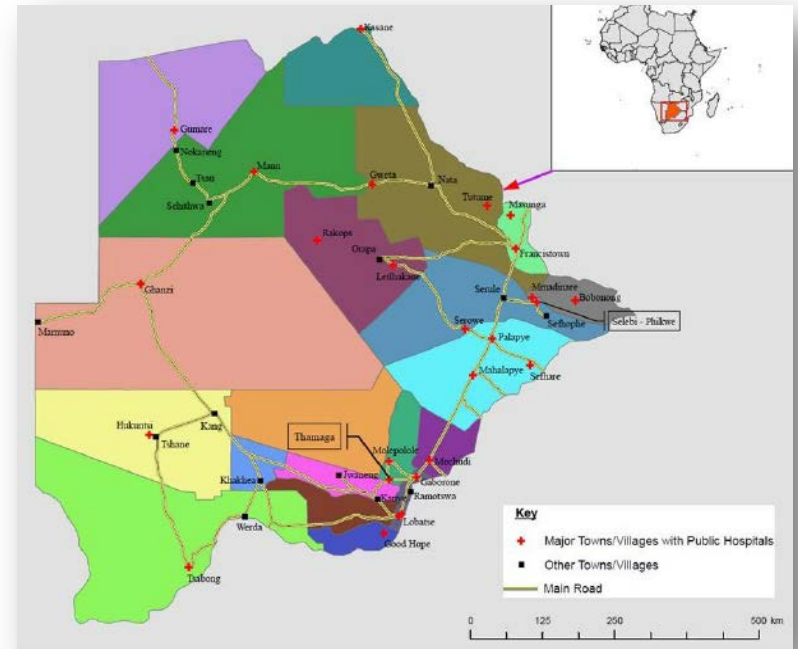 Kasane
Gumare
Nokaneng
Tsau
Sehithwa
Maun
Gweta
Nata
Tutume
Masunga
Francistown
Rakops
Orapa
Letlhakane
Ghanzi
Mamuno
Serule
Mmadinare
Bobonong
Selebi - Phikwe
Sefhophe
Serowe
Palapye
Mahalapye
Sefhare
Hukuntsi
Tshane
Kang
Thamaga
Molepolole
Mochudi
Gaborone
Ramotswa
Khakhea
Jwaneng
Kanye
Lobatse
Good Hope
Werda
Tsabong
Key
Major Towns/Villages with Public Hospitals
Other Towns/Villages
Main Road
0 125 250 500 km